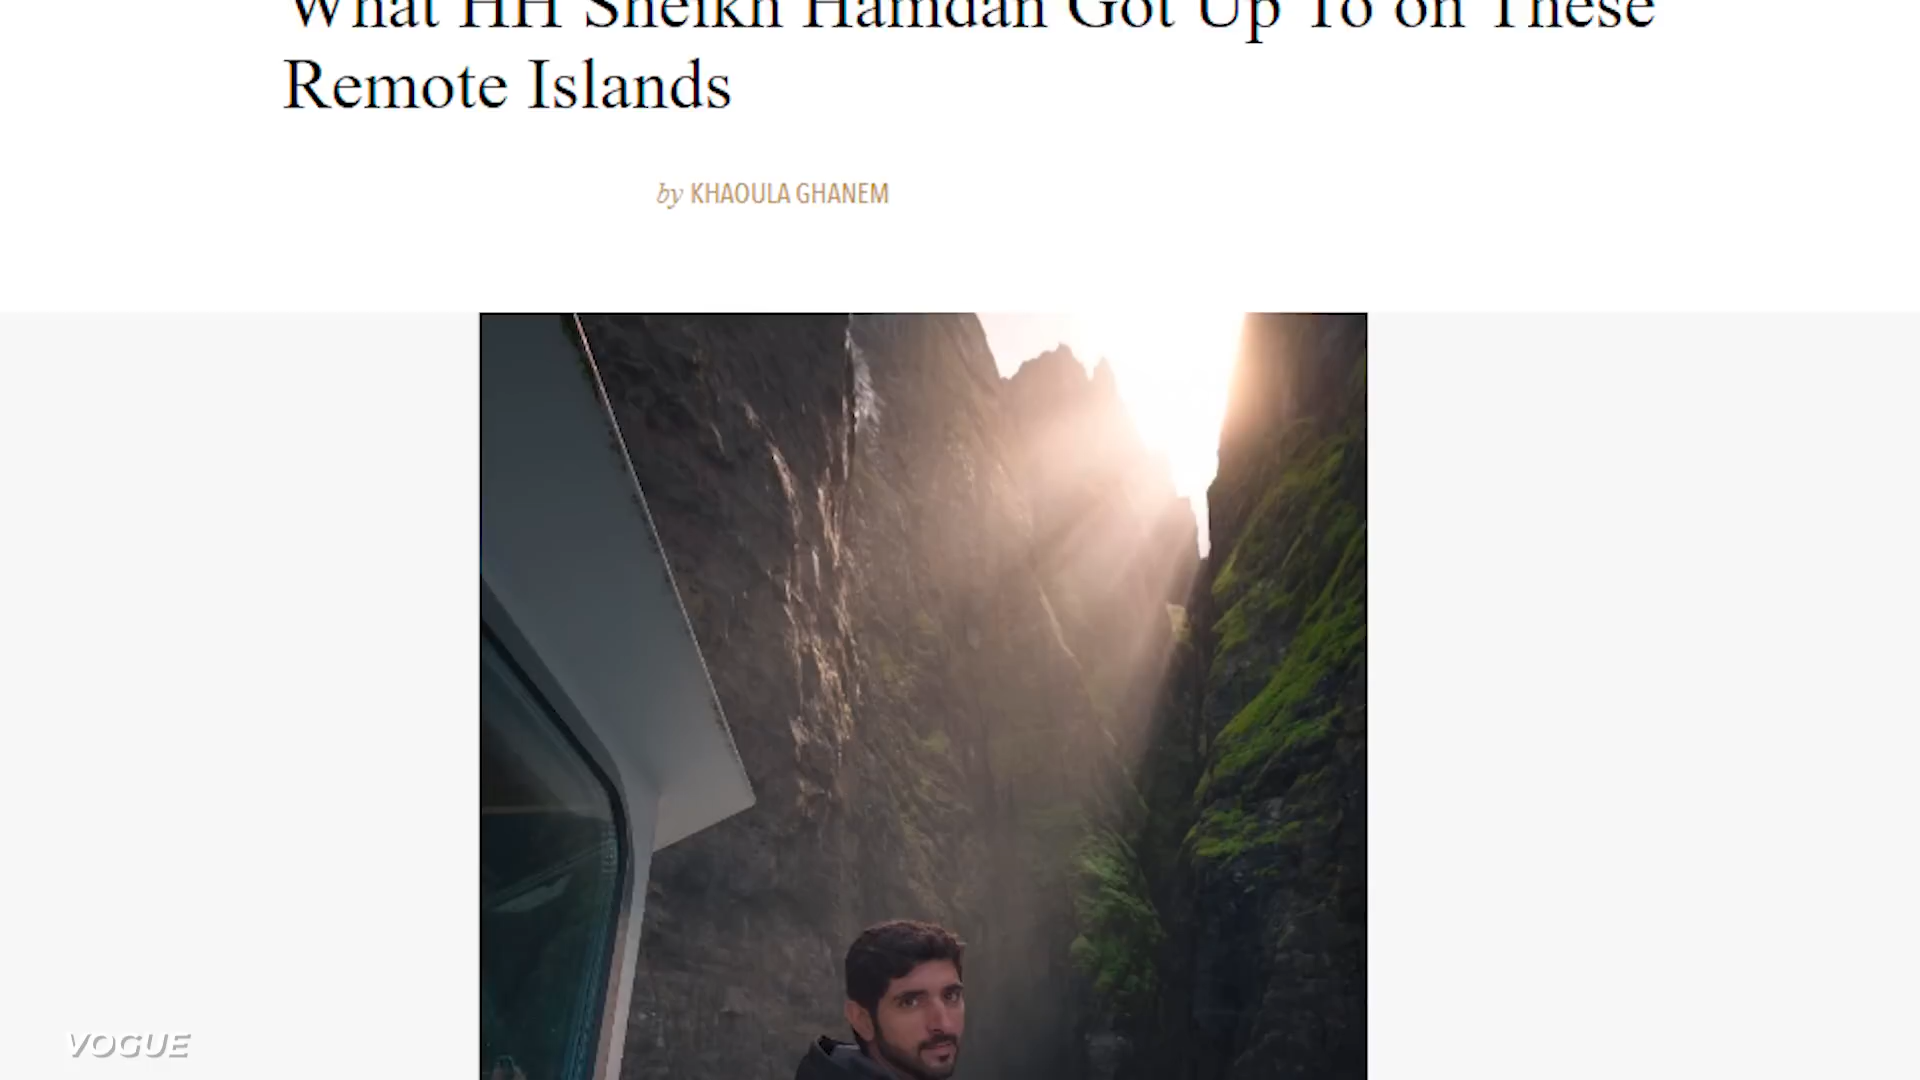 What HH Sheikh Hamdan Got Up To on These
Remote Islands
by KHAOULA GHANEM
VOGUE